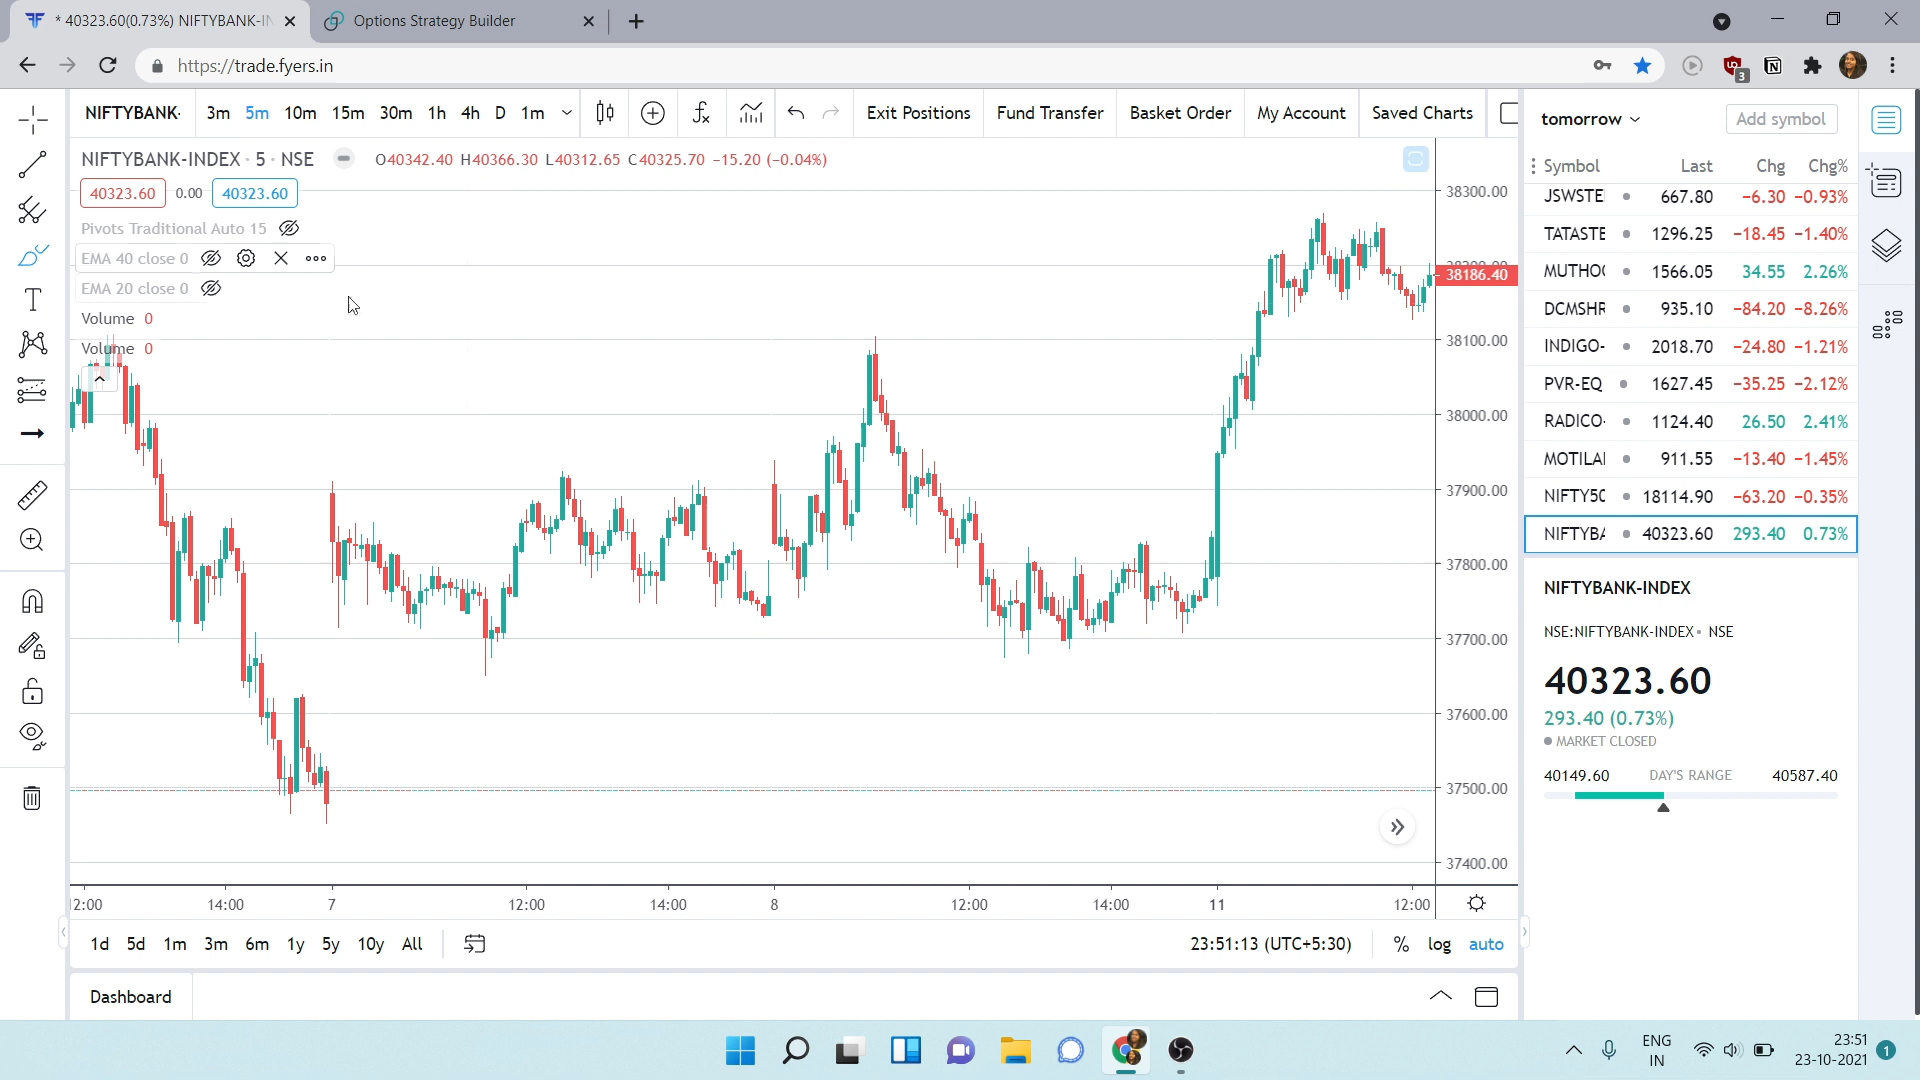 * 40323.60(0.73%) NIFTYBANK-IN
Options Strategy Builder
https://trade.fyers.in
3
NIFTYBANK-
3m 5m 10m 15m 30m 1h 4h D 1m
Exit Positions
Fund Transfer
Basket Order
My Account
Saved Charts
NIFTYBANK-INDEX · 5 · NSE
O40342.40 H40366.30 L40312.65 C40325.70 −15.20 (−0.04%)
40323.60 0.00 40323.60
Pivots Traditional Auto 15
EMA 40 close 0
EMA 20 close 0
Volume 0
Volume 0
38300.00
38200.00
38186.40
38100.00
38000.00
37900.00
37800.00
37700.00
37600.00
37500.00
37400.00
12:00 14:00 7 12:00 14:00 8 12:00 14:00 11 12:00
1d 5d 1m 3m 6m 1y 5y 10y All
23:51:13 (UTC+5:30)
% log auto
Dashboard
tomorrow
Add symbol
Symbol Last Chg Chg%
JSWSTE 667.80 −6.30 −0.93%
TATASTE 1296.25 −18.45 −1.40%
MUTHO 1566.05 34.55 2.26%
DCMSHR 935.10 −84.20 −8.26%
INDIGO- 2018.70 −24.80 −1.21%
PVR-EQ 1627.45 −35.25 −2.12%
RADICO- 1124.40 26.50 2.41%
MOTILA 911.55 −13.40 −1.45%
NIFTY50 18114.90 −63.20 −0.35%
NIFTYBA 40323.60 293.40 0.73%
NIFTYBANK-INDEX
NSE:NIFTYBANK-INDEX • NSE
40323.60
293.40 (0.73%)
MARKET CLOSED
40149.60 DAY'S RANGE 40587.40
ENG
IN
23:51
23-10-2021
1